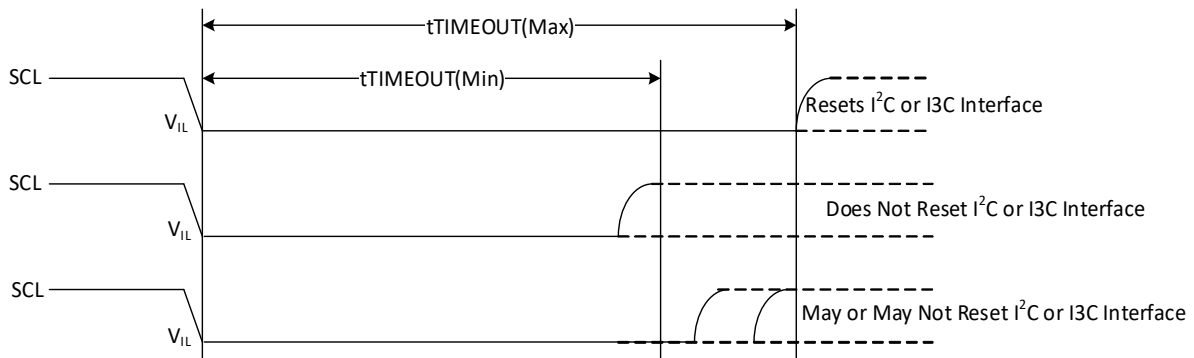 tTIMEOUT(Max)
tTIMEOUT(Min)
SCL
VIL
Resets I²C or I3C Interface
SCL
VIL
Does Not Reset I²C or I3C Interface
SCL
VIL
May or May Not Reset I²C or I3C Interface